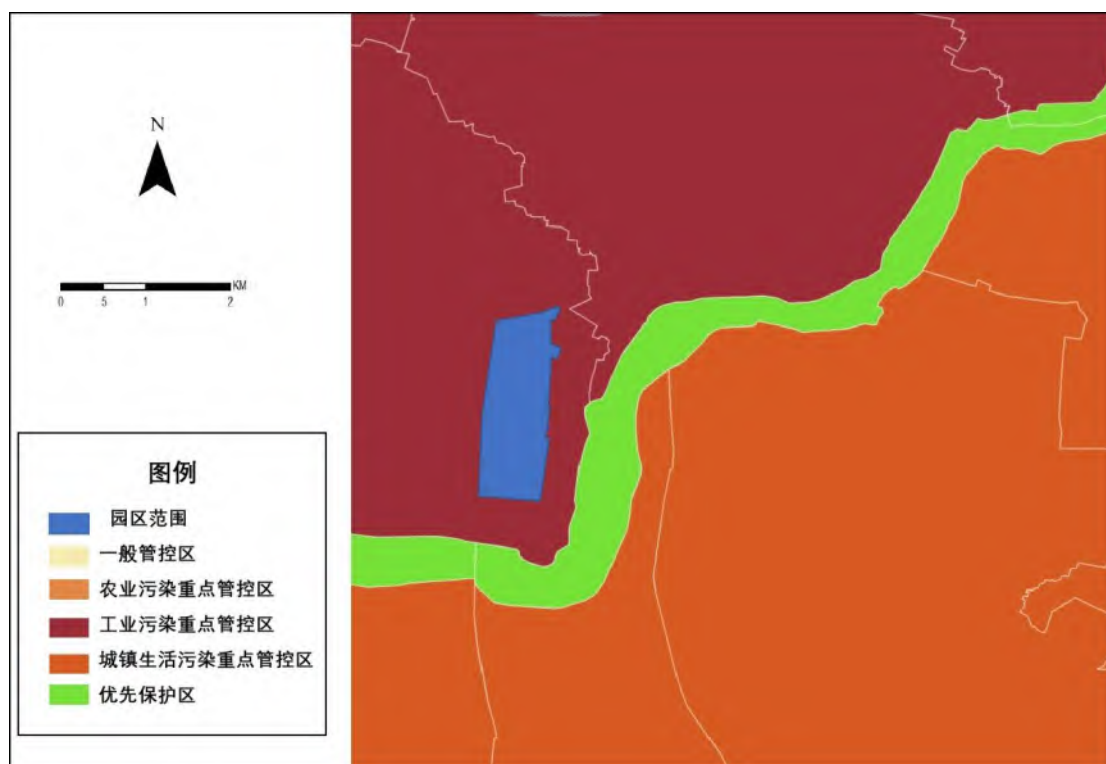 N
KM
0 5 1 2
图例
园区范围
一般管控区
农业污染重点管控区
工业污染重点管控区
城镇生活污染重点管控区
优先保护区